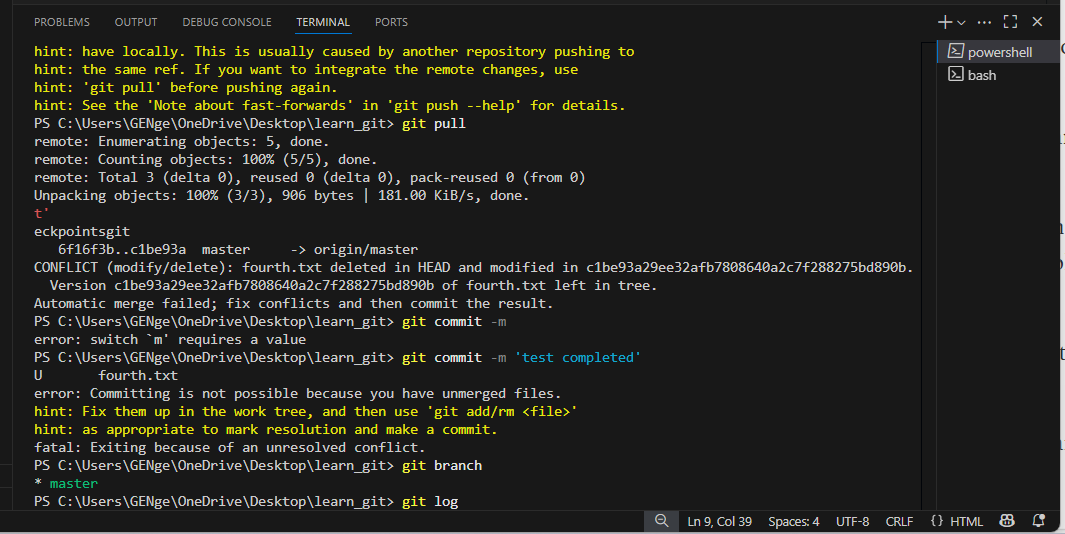 PROBLEMS OUTPUT DEBUG CONSOLE TERMINAL PORTS
hint: have locally. This is usually caused by another repository pushing to
hint: the same ref. If you want to integrate the remote changes, use
hint: 'git pull' before pushing again.
hint: See the 'Note about fast-forwards' in 'git push --help' for details.
PS C:\Users\GENge\OneDrive\Desktop\learn_git> git pull
remote: Enumerating objects: 5, done.
remote: Counting objects: 100% (5/5), done.
remote: Total 3 (delta 0), reused 0 (delta 0), pack-reused 0 (from 0)
Unpacking objects: 100% (3/3), 906 bytes | 181.00 KiB/s, done.
t'
eckpointsgit
   6f16f3b..c1be93a  master     -> origin/master
CONFLICT (modify/delete): fourth.txt deleted in HEAD and modified in c1be93a29ee32afb7808640a2c7f288275bd890b.
  Version c1be93a29ee32afb7808640a2c7f288275bd890b of fourth.txt left in tree.
Automatic merge failed; fix conflicts and then commit the result.
PS C:\Users\GENge\OneDrive\Desktop\learn_git> git commit -m
error: switch `m' requires a value
PS C:\Users\GENge\OneDrive\Desktop\learn_git> git commit -m 'test completed'
U       fourth.txt
error: Committing is not possible because you have unmerged files.
hint: Fix them up in the work tree, and then use 'git add/rm <file>'
hint: as appropriate to mark resolution and make a commit.
fatal: Exiting because of an unresolved conflict.
PS C:\Users\GENge\OneDrive\Desktop\learn_git> git branch
* master
PS C:\Users\GENge\OneDrive\Desktop\learn_git> git log
powershell
bash
Ln 9, Col 39 Spaces: 4 UTF-8 CRLF {} HTML